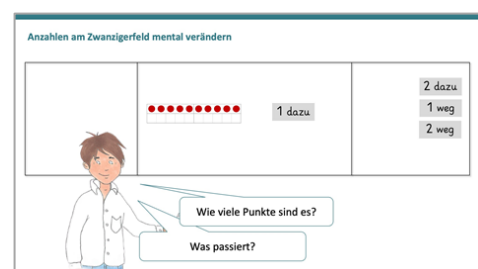 Anzahlen am Zwanzigerfeld mental verändern
2 dazu
1 dazu
1 weg
2 weg
Wie viele Punkte sind es?
Was passiert?